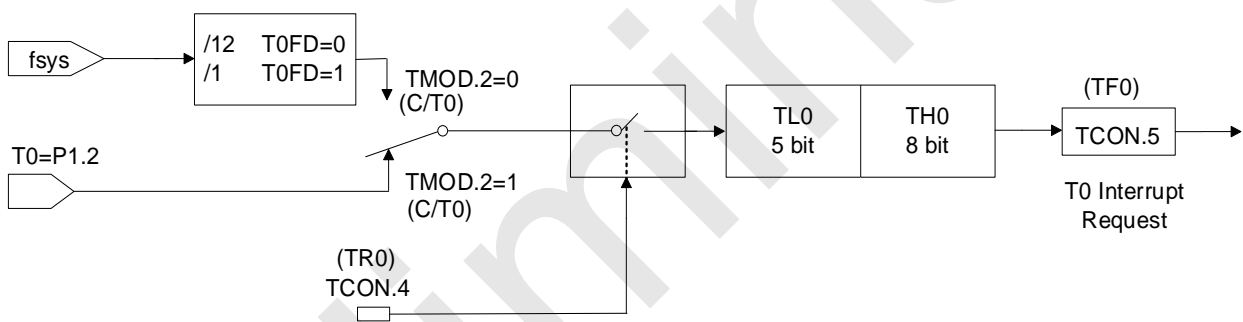 fsys
/12 T0FD=0
/1 T0FD=1
TMOD.2=0
(C/T0)
T0=P1.2
TMOD.2=1
(C/T0)
(TR0)
TCON.4
TL0
5 bit
TH0
8 bit
(TF0)
TCON.5
T0 Interrupt
Request